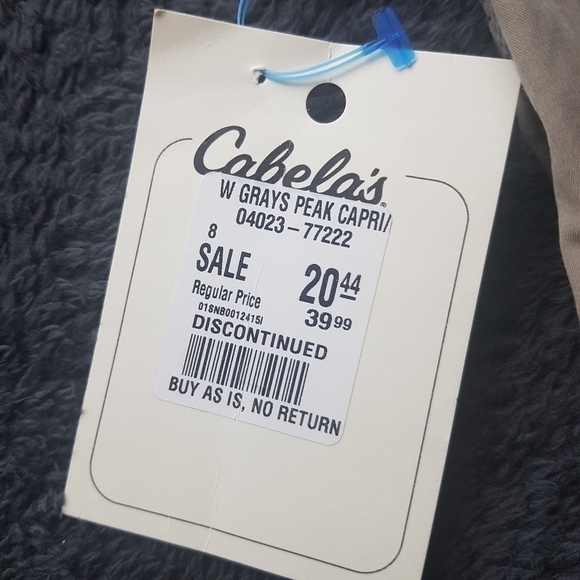 Cabela's
W GRAYS PEAK CAPRI
04023-77222
8
SALE 20.44
Regular Price 39.99
01SNB0012415I
DISCONTINUED
BUY AS IS, NO RETURN